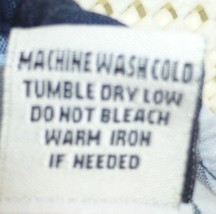 MACHINE WASH COLD
TUMBLE DRY LOW
DO NOT BLEACH
WARM IRON
IF NEEDED